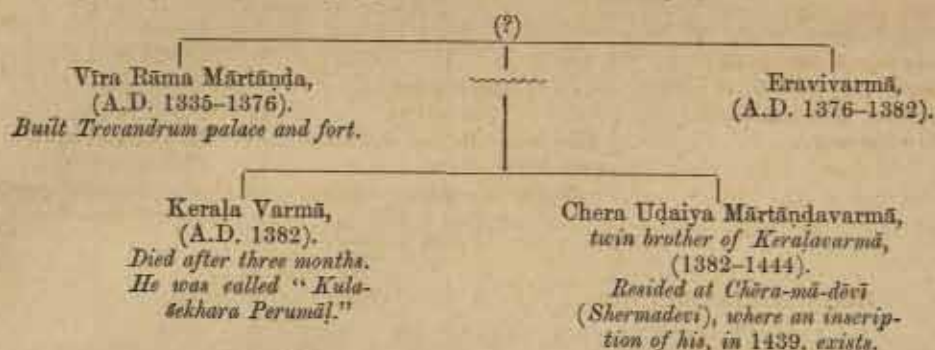 (?)
Vīra Rāma Mārtāṇḍa,
(A.D. 1335–1376).
Built Trevandrum palace and fort.
Eravivarmā,
(A.D. 1376–1382).
Keraḷa Varmā,
(A.D. 1382).
Died after three months.
He was called “Kula-
śekhara Perumāḷ.”
Chera Uḍaiya Mārtāṇḍavarmā,
twin brother of Keraḷavarmā,
(1382–1444).
Resided at Chēra-mā-dēvī
(Shermadevi), where an inscrip-
tion of his, in 1439, exists.